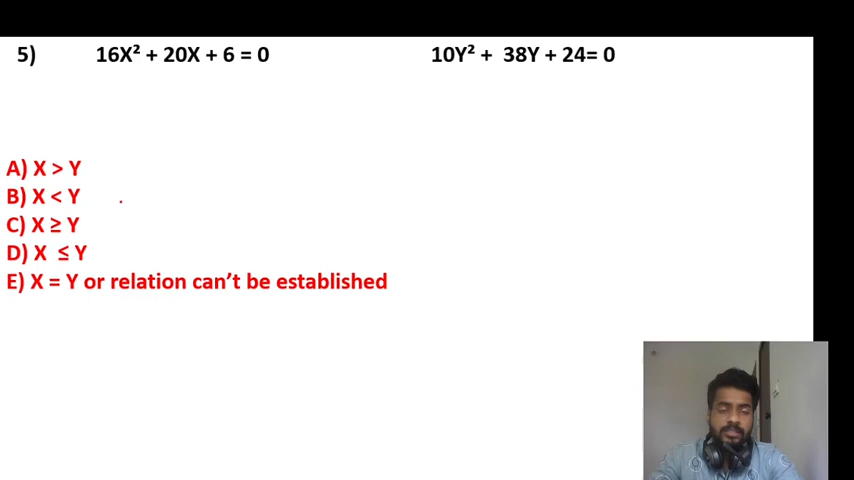 5) 16X² + 20X + 6 = 0 10Y² + 38Y + 24= 0
A) X > Y
B) X < Y
C) X ≥ Y
D) X ≤ Y
E) X = Y or relation can't be established